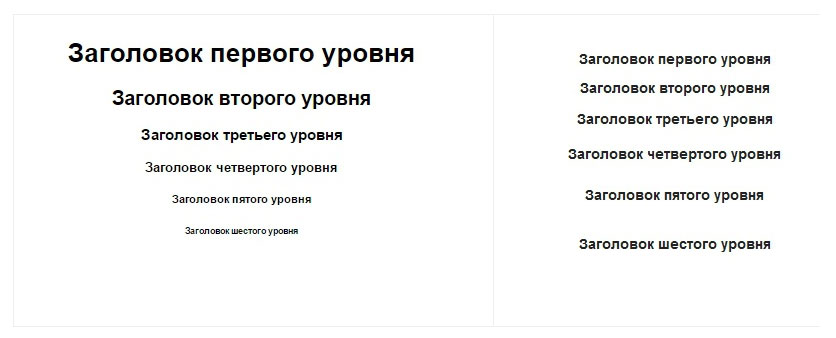 Заголовок первого уровня
Заголовок второго уровня
Заголовок третьего уровня
Заголовок четвертого уровня
Заголовок пятого уровня
Заголовок шестого уровня
Заголовок первого уровня
Заголовок второго уровня
Заголовок третьего уровня
Заголовок четвертого уровня
Заголовок пятого уровня
Заголовок шестого уровня